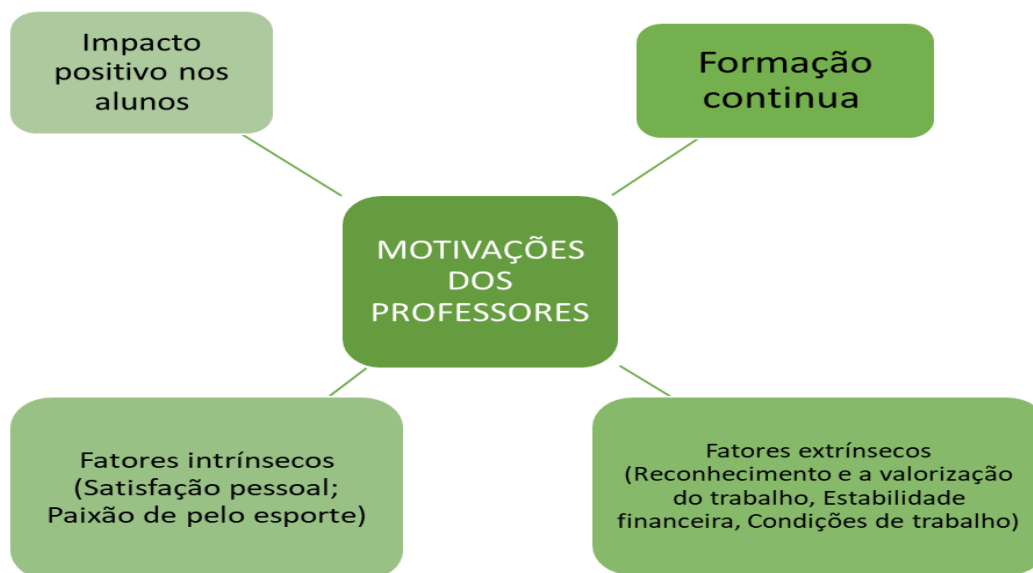 Impacto
positivo nos
alunos
Formação
continua
MOTIVAÇÕES
DOS
PROFESSORES
Fatores intrínsecos
(Satisfação pessoal;
Paixão de pelo esporte)
Fatores extrínsecos
(Reconhecimento e a valorização
do trabalho, Estabilidade
financeira, Condições de trabalho)